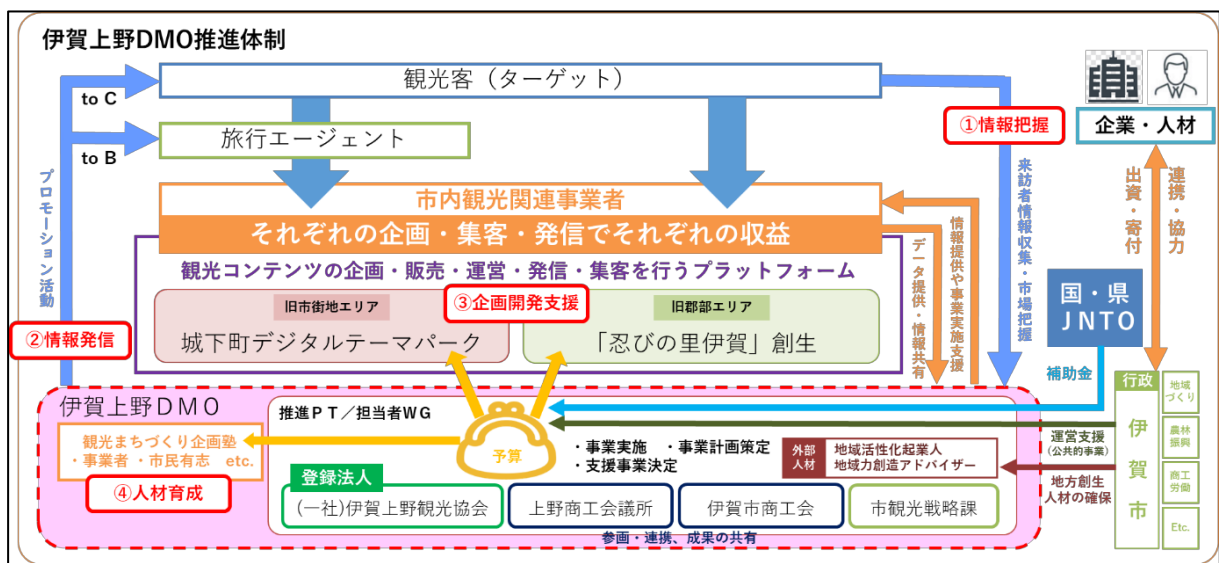 伊賀上野DMO推進体制
観光客（ターゲット）
to C
旅行エージェント
to B
プロモーション活動
①情報把握
企業・人材
来訪者情報収集・市場把握
出資・寄付
連携・協力
市内観光関連事業者
それぞれの企画・集客・発信でそれぞれの収益
データ提供・情報共有
情報提供や事業実施支援
観光コンテンツの企画・販売・運営・発信・集客を行うプラットフォーム
旧市街地エリア
③企画開発支援
旧郡部エリア
城下町デジタルテーマパーク
「忍びの里伊賀」創生
②情報発信
国・県
JNTO
補助金
行政
伊賀市
地域
づくり
農林
振興
商工
労働
Etc.
伊賀上野DMO
推進ＰＴ／担当者WG
観光まちづくり企画塾
・事業者 ・市民有志 etc.
④人材育成
予算
・事業実施 ・事業計画策定
・支援事業決定
外部
人材
地域活性化起業人
地域力創造アドバイザー
運営支援
(公共的事業)
地方創生
人材の確保
登録法人
(一社)伊賀上野観光協会
上野商工会議所
伊賀市商工会
市観光戦略課
参画・連携、成果の共有